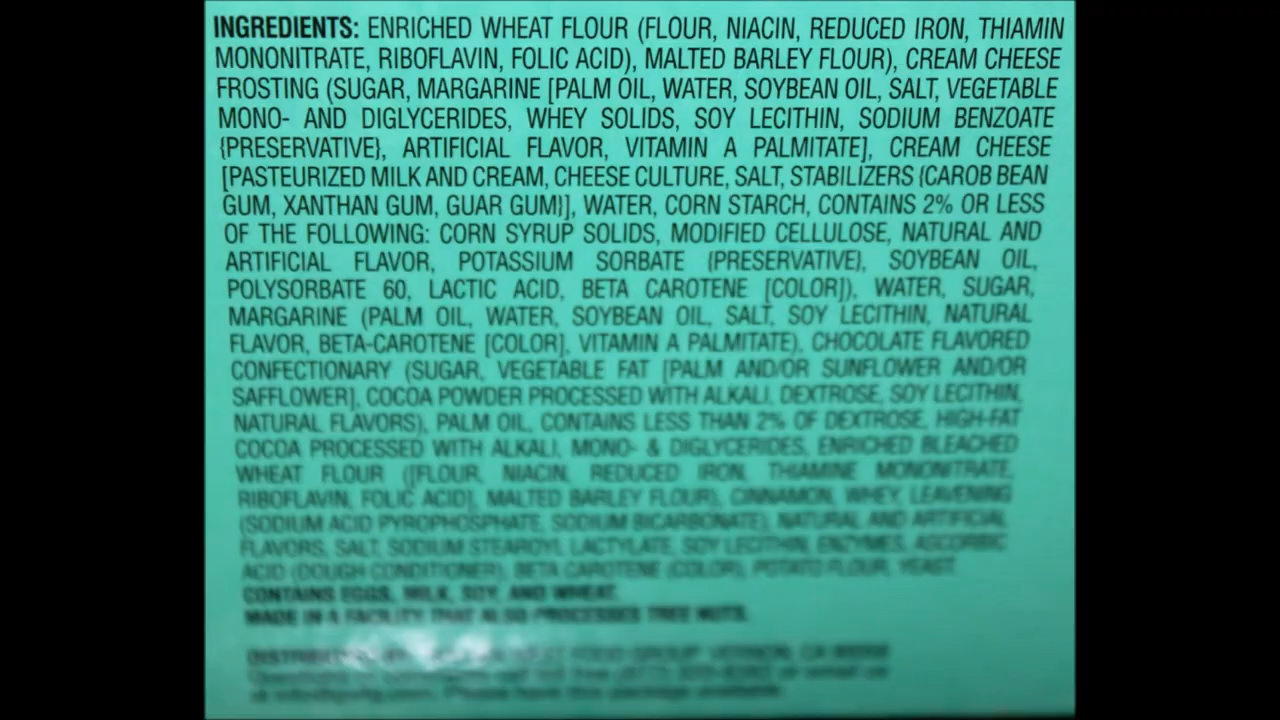 INGREDIENTS: ENRICHED WHEAT FLOUR (FLOUR, NIACIN, REDUCED IRON, THIAMIN
MONONITRATE, RIBOFLAVIN, FOLIC ACID), MALTED BARLEY FLOUR), CREAM CHEESE
FROSTING (SUGAR, MARGARINE [PALM OIL, WATER, SOYBEAN OIL, SALT, VEGETABLE
MONO- AND DIGLYCERIDES, WHEY SOLIDS, SOY LECITHIN, SODIUM BENZOATE
{PRESERVATIVE}, ARTIFICIAL FLAVOR, VITAMIN A PALMITATE], CREAM CHEESE
[PASTEURIZED MILK AND CREAM, CHEESE CULTURE, SALT, STABILIZERS {CAROB BEAN
GUM, XANTHAN GUM, GUAR GUM}], WATER, CORN STARCH, CONTAINS 2% OR LESS
OF THE FOLLOWING: CORN SYRUP SOLIDS, MODIFIED CELLULOSE, NATURAL AND
ARTIFICIAL FLAVOR, POTASSIUM SORBATE {PRESERVATIVE}, SOYBEAN OIL,
POLYSORBATE 60, LACTIC ACID, BETA CAROTENE [COLOR]), WATER, SUGAR,
MARGARINE (PALM OIL, WATER, SOYBEAN OIL, SALT, SOY LECITHIN, NATURAL
FLAVOR, BETA-CAROTENE [COLOR], VITAMIN A PALMITATE), CHOCOLATE FLAVORED
CONFECTIONARY (SUGAR, VEGETABLE FAT [PALM AND/OR SUNFLOWER AND/OR
SAFFLOWER], COCOA POWDER PROCESSED WITH ALKALI, DEXTROSE, SOY LECITHIN,
NATURAL FLAVORS), PALM OIL, CONTAINS LESS THAN 2% OF DEXTROSE, HIGH-FAT
COCOA PROCESSED WITH ALKALI, MONO- & DIGLYCERIDES, ENRICHED BLEACHED
WHEAT FLOUR ([FLOUR, NIACIN, REDUCED IRON, THIAMINE MONONITRATE,
RIBOFLAVIN, FOLIC ACID], MALTED BARLEY FLOUR), CINNAMON, WHEY, LEAVENING
(SODIUM ACID PYROPHOSPHATE, SODIUM BICARBONATE), NATURAL AND ARTIFICIAL
FLAVORS, SALT, SODIUM STEAROYL LACTYLATE, SOY LECITHIN, ENZYMES, ASCORBIC
ACID (DOUGH CONDITIONER), BETA CAROTENE (COLOR), POTATO FLOUR, YEAST.
CONTAINS EGGS, MILK, SOY, AND WHEAT.
MADE IN A FACILITY THAT ALSO PROCESSES TREE NUTS.
FOOD GROUP VERNON, CA